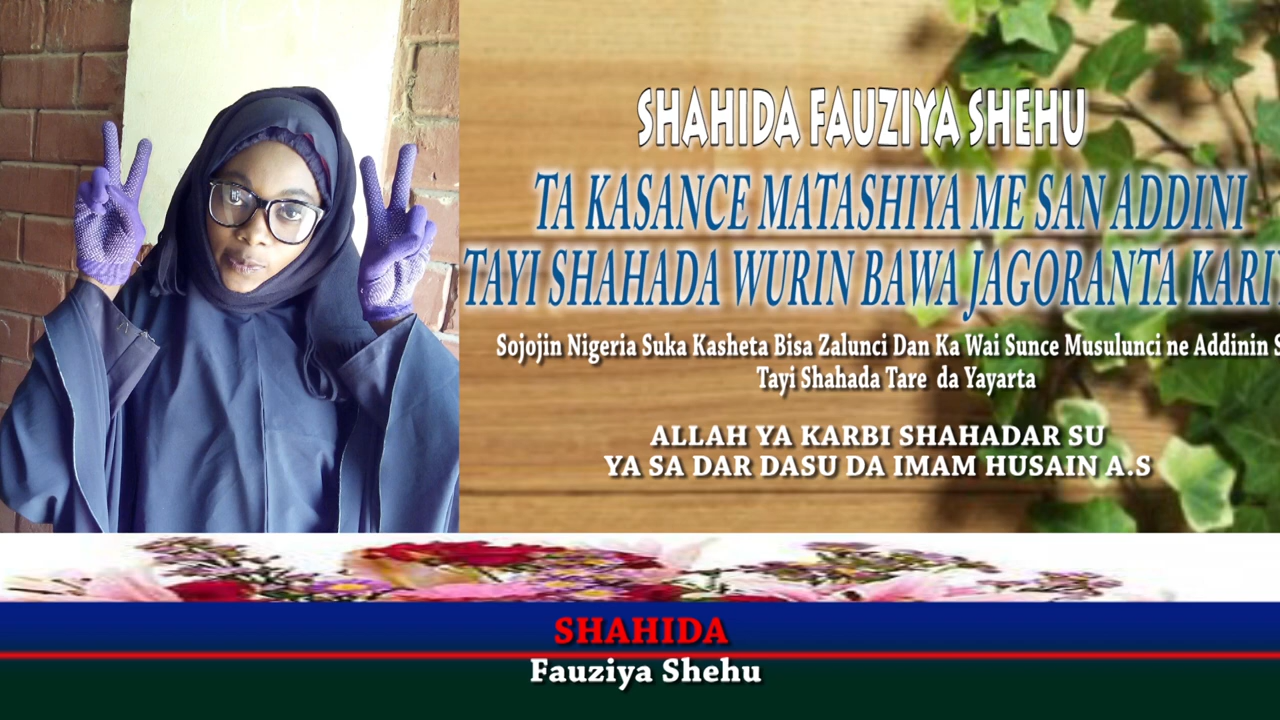 SHAHIDA FAUZIYA SHEHU
TA KASANCE MATASHIYA ME SAN ADDINI
TAYI SHAHADA WURIN BAWA JAGORANTA
Sojojin Nigeria Suka Kasheta Bisa Zalunci Dan Ka Wai Sunce Musulunci ne Addinin
Tayi Shahada Tare da Yayarta
ALLAH YA KARBI SHAHADAR SU
YA SA DAR DASU DA IMAM HUSAIN A.S
SHAHIDA
Fauziya Shehu